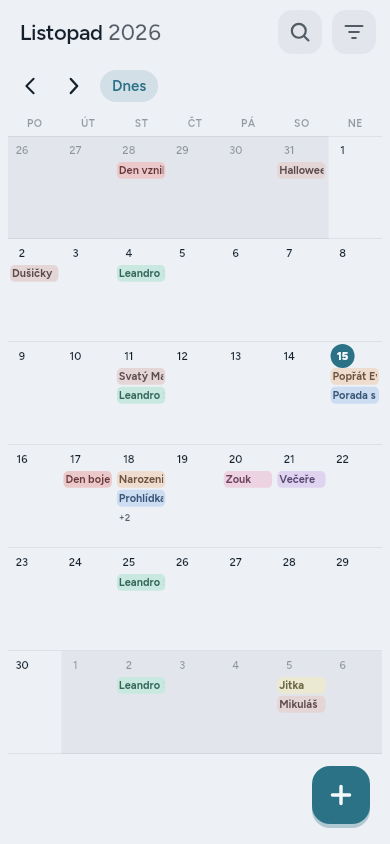 Listopad 2026
Dnes
PO ÚT ST ČT PÁ SO NE
26 27 28 29 30 31 1
Den vzni Hallowee
2 3 4 5 6 7 8
Dušičky Leandro
9 10 11 12 13 14 15
Svatý Ma Popřát Ev
Leandro Porada s
16 17 18 19 20 21 22
Den boje Narozeni Zouk Večeře
Prohlídka
+2
23 24 25 26 27 28 29
Leandro
30 1 2 3 4 5 6
Leandro Jitka
Mikuláš